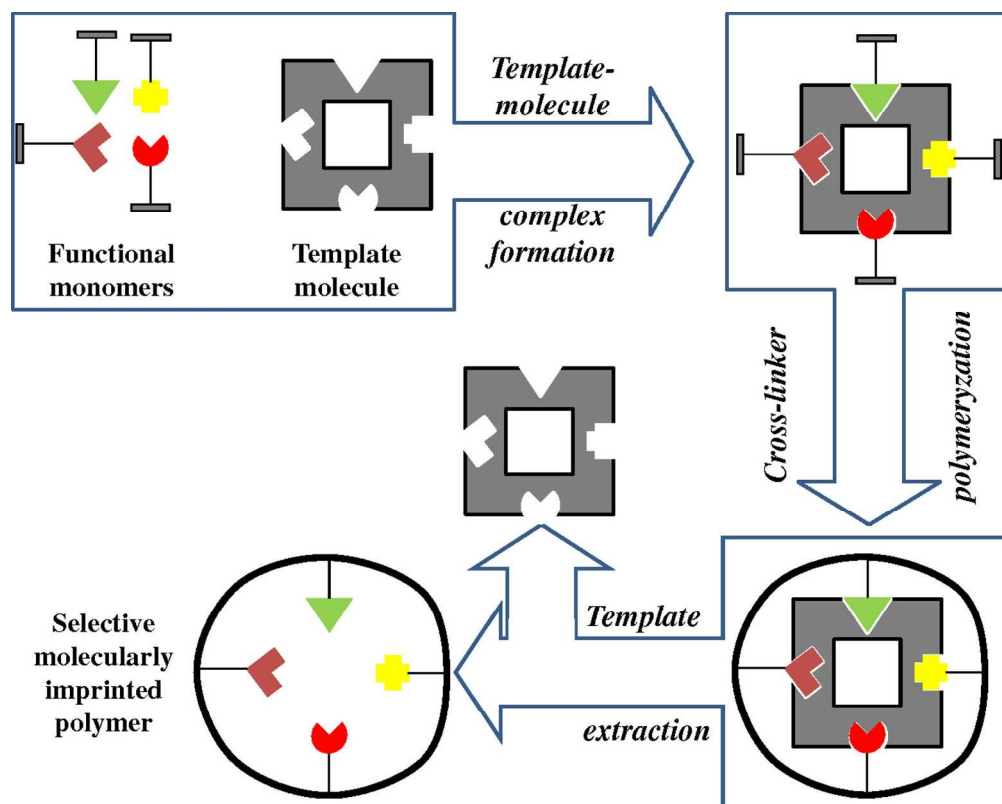 Functional
monomers
Template
molecule
Template-
molecule
complex
formation
Cross-linker
polymeryzation
Template
extraction
Selective
molecularly
imprinted
polymer